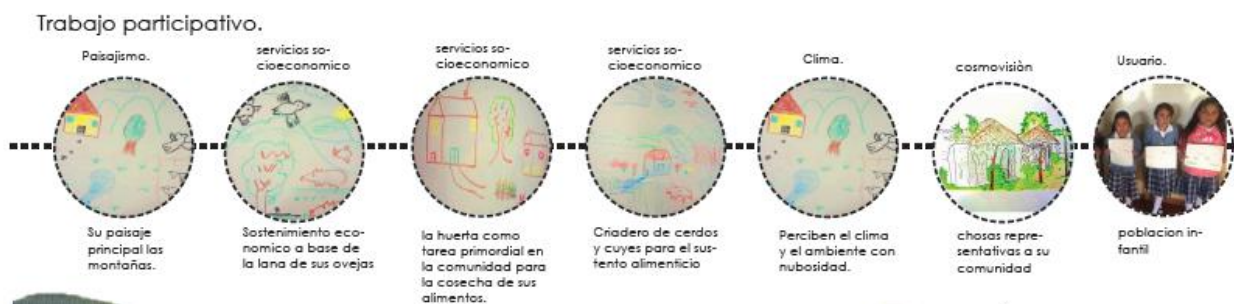 Trabajo participativo.
Paisajismo.
Su paisaje
principal las
montañas.
servicios so-
cioeconomico
Sostenimiento eco-
nomico a base de
la lana de sus ovejas
servicios so-
cioeconomico
la huerta como
tarea primordial en
la comunidad para
la cosecha de sus
alimentos.
servicios so-
cioeconomico
Criadero de cerdos
y cuyes para el sus-
tento alimenticio
Clima.
Perciben el clima
y el ambiente con
nubosidad.
cosmovisiòn
chosas repre-
sentativas a su
comunidad
Usuario.
poblacion in-
fantil